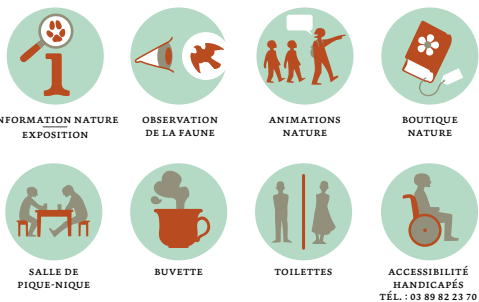 NFORMATION NATURE
EXPOSITION
OBSERVATION
DE LA FAUNE
ANIMATIONS
NATURE
BOUTIQUE
NATURE
SALLE DE
PIQUE-NIQUE
BUVETTE
TOILETTES
ACCESSIBILITÉ
HANDICAPÉS
TÉL. : 03 89 82 23 70